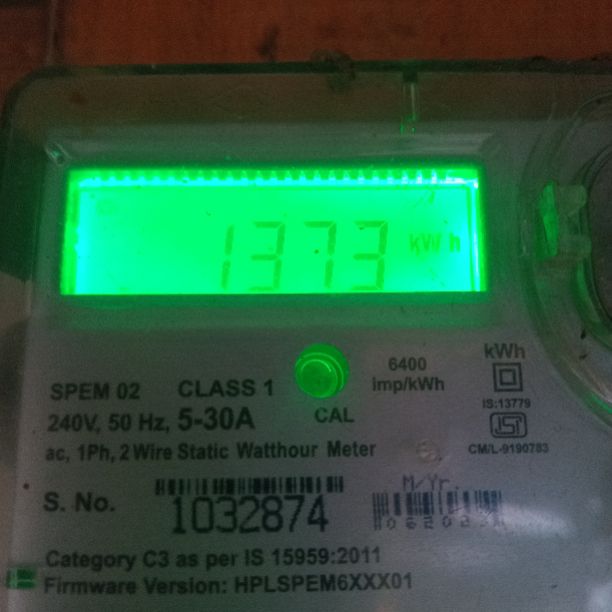 1373 kWh
6400 kWh
SPEM 02 CLASS 1 imp/kWh
IS:13779
240V, 50 Hz, 5-30A CAL
ac, 1Ph, 2 Wire Static Watthour Meter CM/L-9190783
M/Yr.
S. No. 1032874
Category C3 as per IS 15959:2011
Firmware Version: HPLSPEM6XXX01